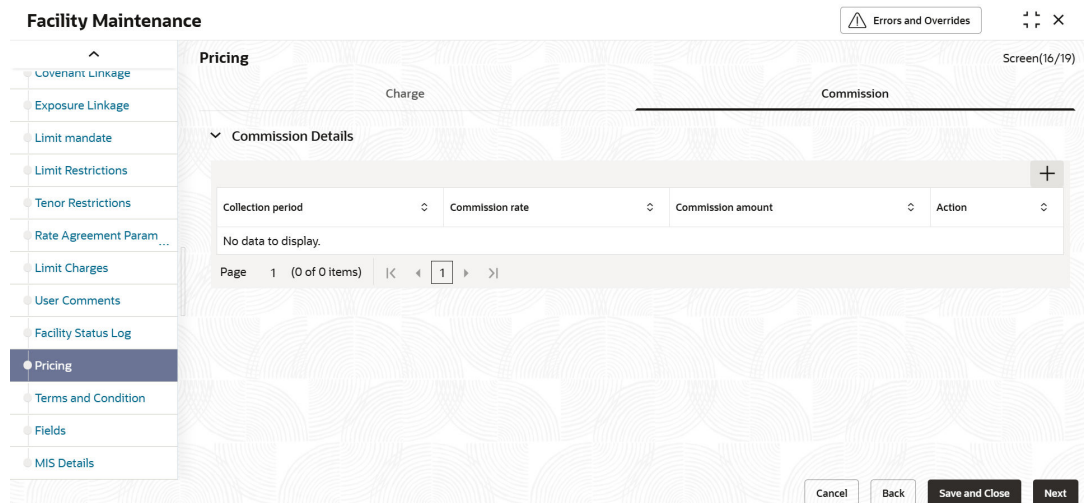 Facility Maintenance
Errors and Overrides
Covenant Linkage
Exposure Linkage
Limit mandate
Limit Restrictions
Tenor Restrictions
Rate Agreement Param ...
Limit Charges
User Comments
Facility Status Log
Pricing
Terms and Condition
Fields
MIS Details
Pricing
Screen(16/19)
Charge Commission
Commission Details
Collection period Commission rate Commission amount Action
No data to display.
Page 1 (0 of 0 items) 1
Cancel Back Save and Close Next